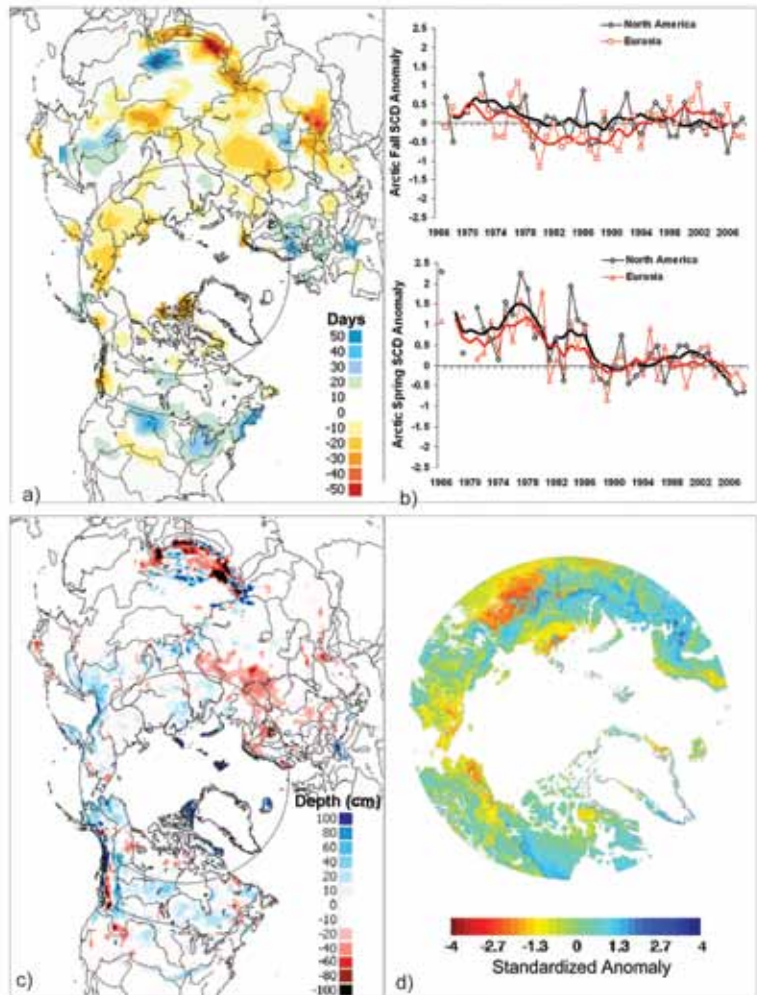 Days
50
40
30
20
10
0
-10
-20
-30
-40
-50
a)
North America
Eurasia
Arctic Fall SCD Anomaly
2.5
2
1.5
1
0.5
0
-0.5
-1
-1.5
-2
-2.5
1966 1970 1974 1978 1982 1986 1990 1994 1998 2002 2006
North America
Eurasia
Arctic Spring SCD Anomaly
2.5
2
1.5
1
0.5
0
-0.5
-1
-1.5
-2
-2.5
1966 1970 1974 1978 1982 1986 1990 1994 1998 2002 2006
b)
Depth (cm)
100
80
60
40
20
10
0
-10
-20
-40
-60
-80
-100
c)
-4 -2.7 -1.3 0 1.3 2.7 4
Standardized Anomaly
d)